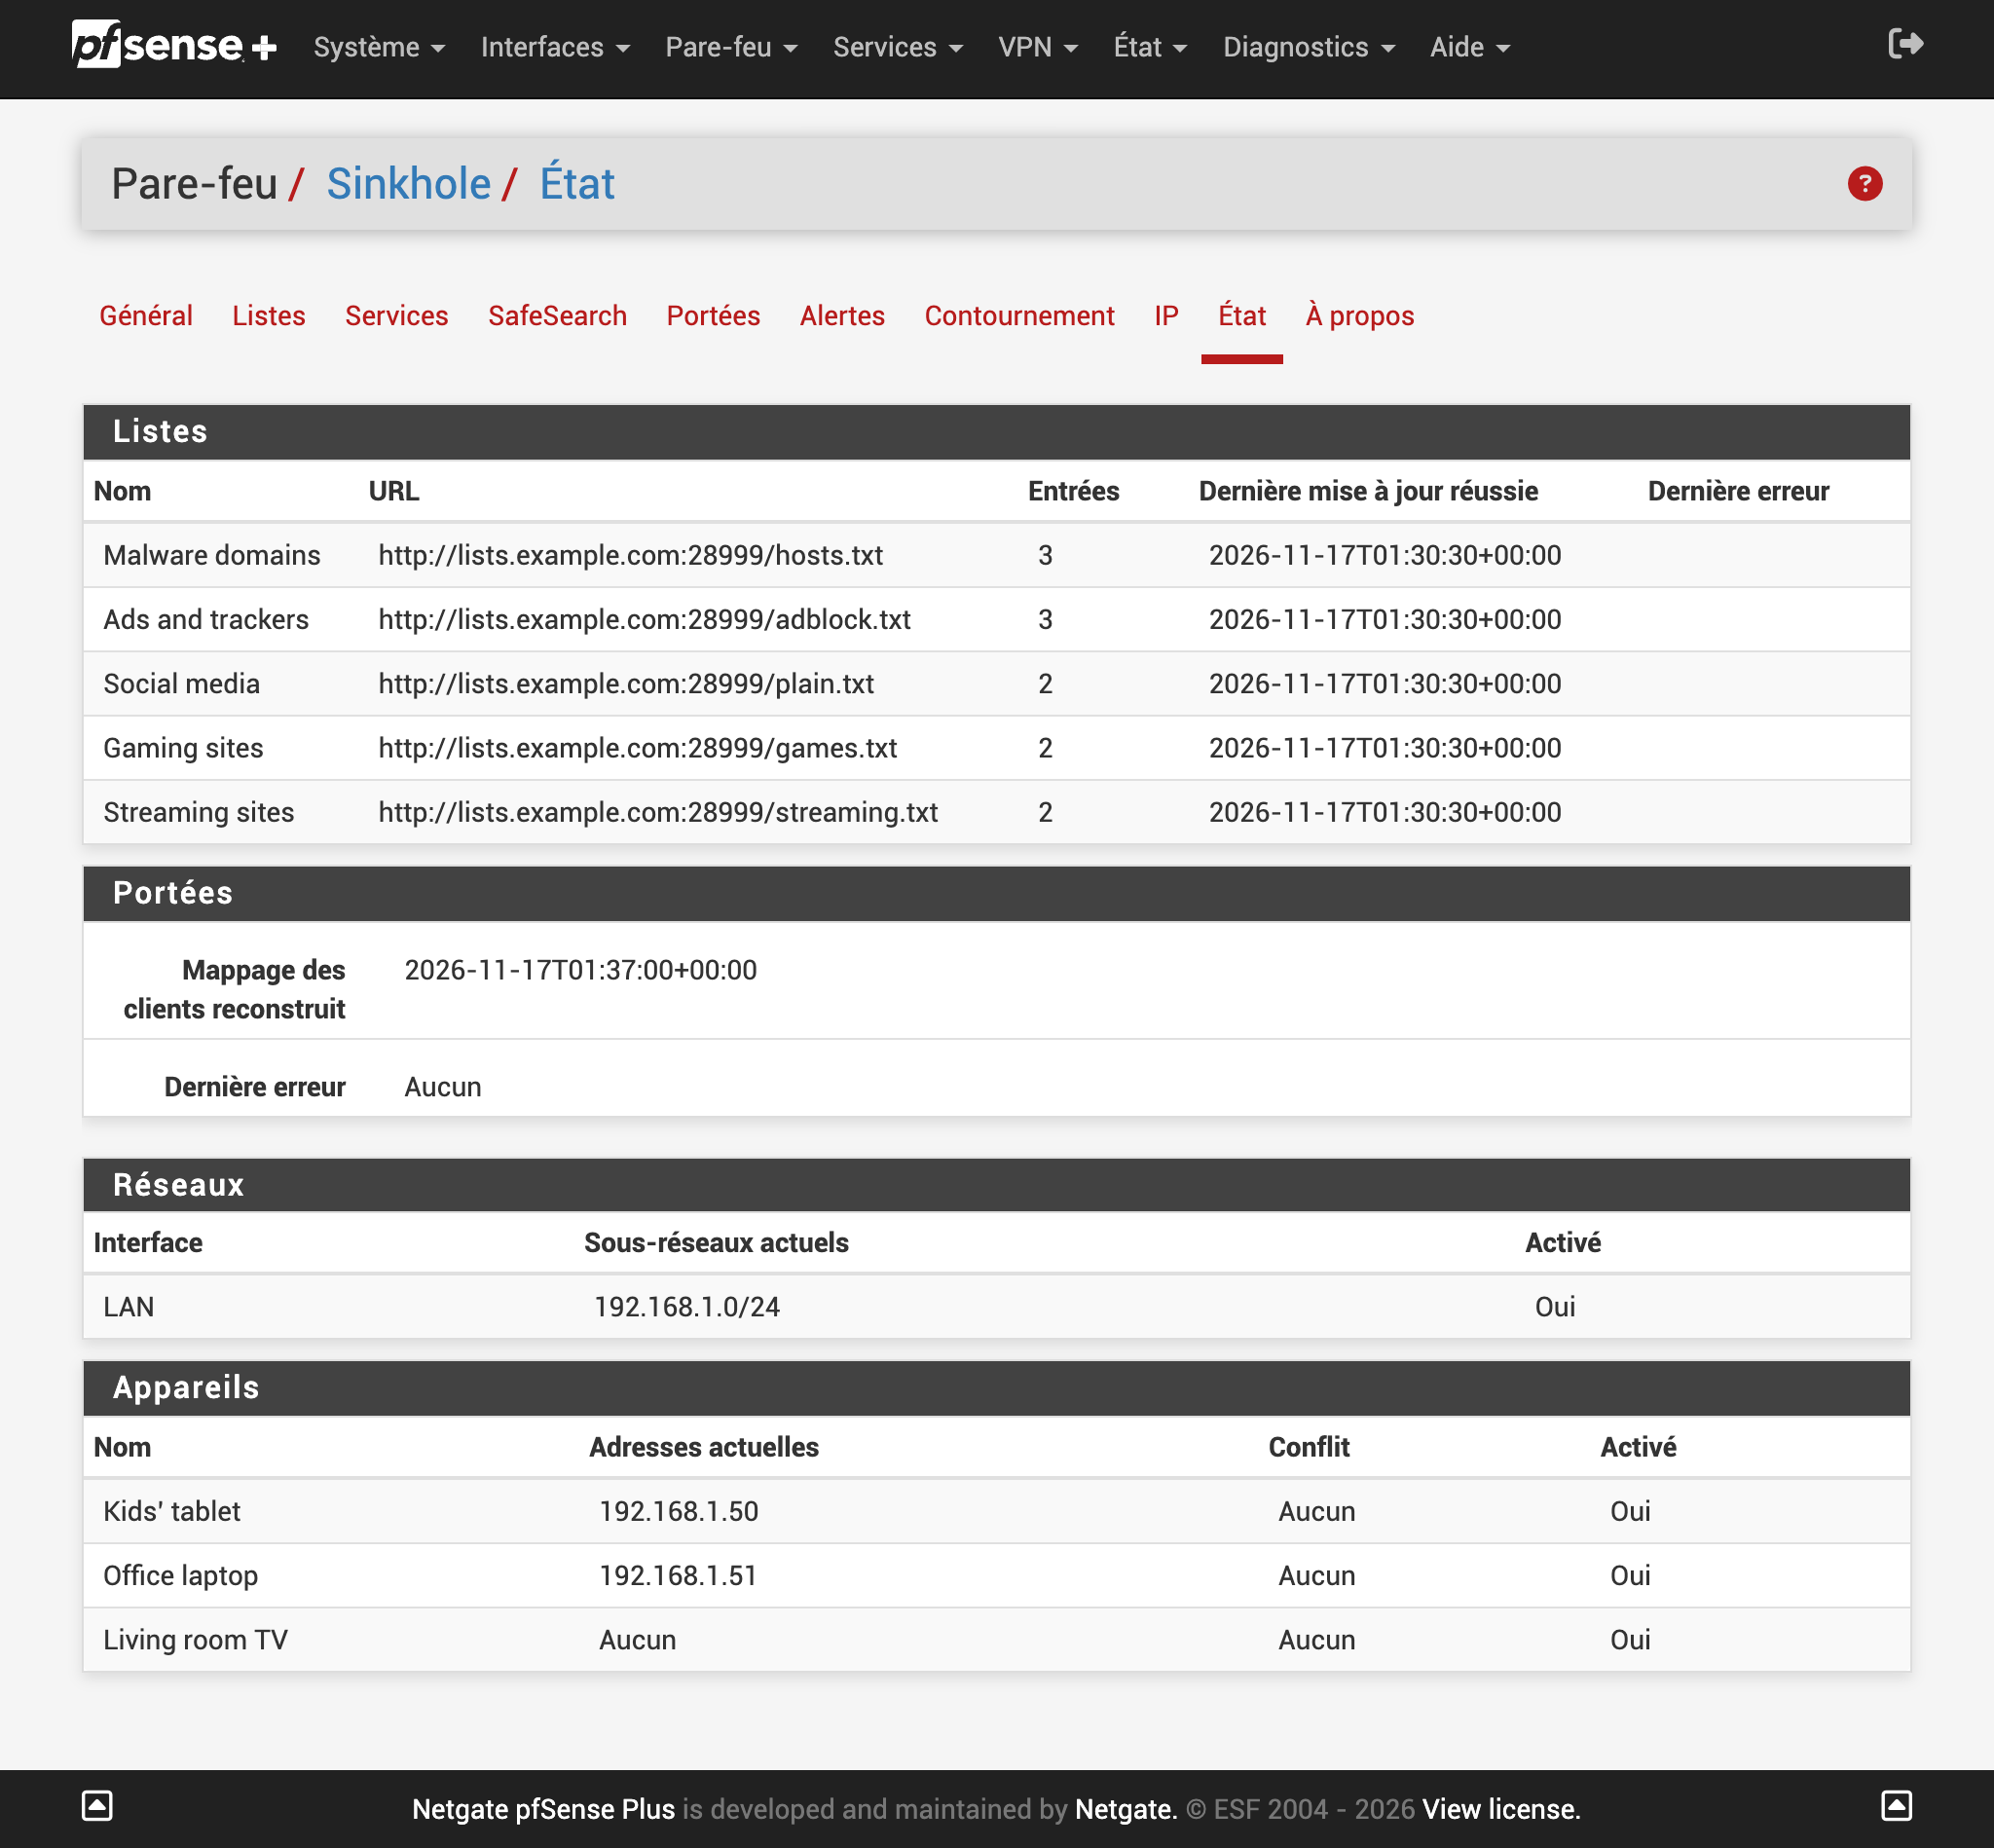 pfsense+ Système Interfaces Pare-feu Services VPN État Diagnostics Aide
Pare-feu / Sinkhole / État
?
Général Listes Services SafeSearch Portées Alertes Contournement IP État À propos
Listes
Nom URL Entrées Dernière mise à jour réussie Dernière erreur
Malware domains http://lists.example.com:28999/hosts.txt 3 2026-11-17T01:30:30+00:00
Ads and trackers http://lists.example.com:28999/adblock.txt 3 2026-11-17T01:30:30+00:00
Social media http://lists.example.com:28999/plain.txt 2 2026-11-17T01:30:30+00:00
Gaming sites http://lists.example.com:28999/games.txt 2 2026-11-17T01:30:30+00:00
Streaming sites http://lists.example.com:28999/streaming.txt 2 2026-11-17T01:30:30+00:00
Portées
Mappage des 2026-11-17T01:37:00+00:00
clients reconstruit
Dernière erreur Aucun
Réseaux
Interface Sous-réseaux actuels Activé
LAN 192.168.1.0/24 Oui
Appareils
Nom Adresses actuelles Conflit Activé
Kids' tablet 192.168.1.50 Aucun Oui
Office laptop 192.168.1.51 Aucun Oui
Living room TV Aucun Aucun Oui
Netgate pfSense Plus is developed and maintained by Netgate. © ESF 2004 - 2026 View license.